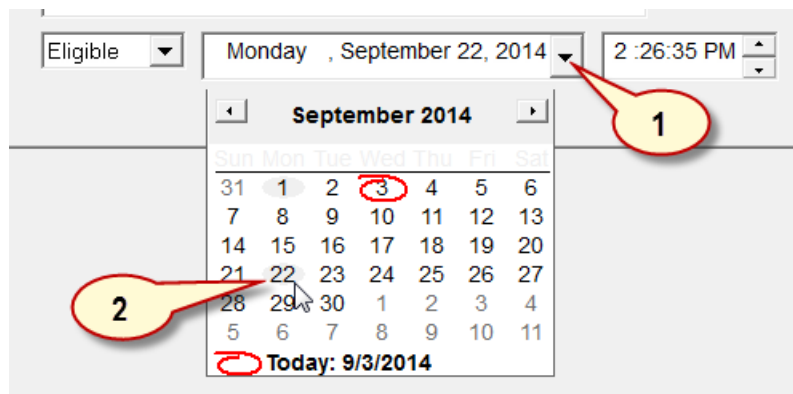 Eligible Monday , September 22, 2014 2 :26:35 PM
1
September 2014
Sun Mon Tue Wed Thu Fri Sat
31 1 2 3 4 5 6
7 8 9 10 11 12 13
14 15 16 17 18 19 20
21 22 23 24 25 26 27
2
28 29 30 1 2 3 4
5 6 7 8 9 10 11
Today: 9/3/2014